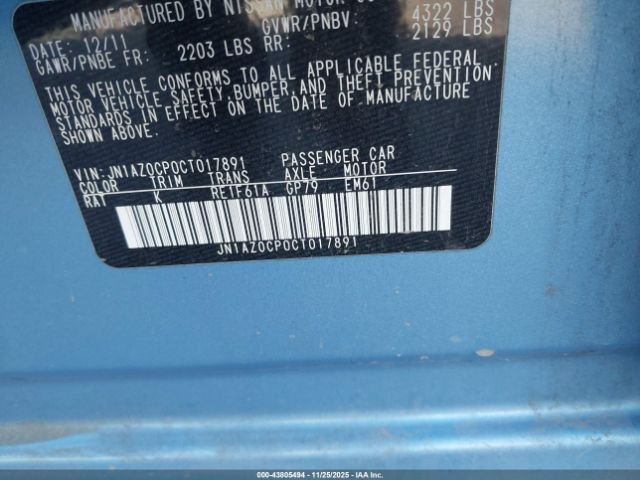 MANUFACTURED BY NISSAN MOTOR
GVWR/PNBV: 4322 LBS
DATE: 12/11
GAWR/PNBE FR: 2203 LBS RR: 2129 LBS
THIS VEHICLE CONFORMS TO ALL APPLICABLE FEDERAL
MOTOR VEHICLE SAFETY, BUMPER, AND THEFT PREVENTION
STANDARDS IN EFFECT ON THE DATE OF MANUFACTURE
SHOWN ABOVE.
VIN: JN1AZ0CP0CT017891 PASSENGER CAR
COLOR TRIM TRANS AXLE MOTOR
RAT K RE1F61A GP79 EM61
JN1AZ0CP0CT017891
000-43805494 - 11/25/2025 - IAAI, Inc.